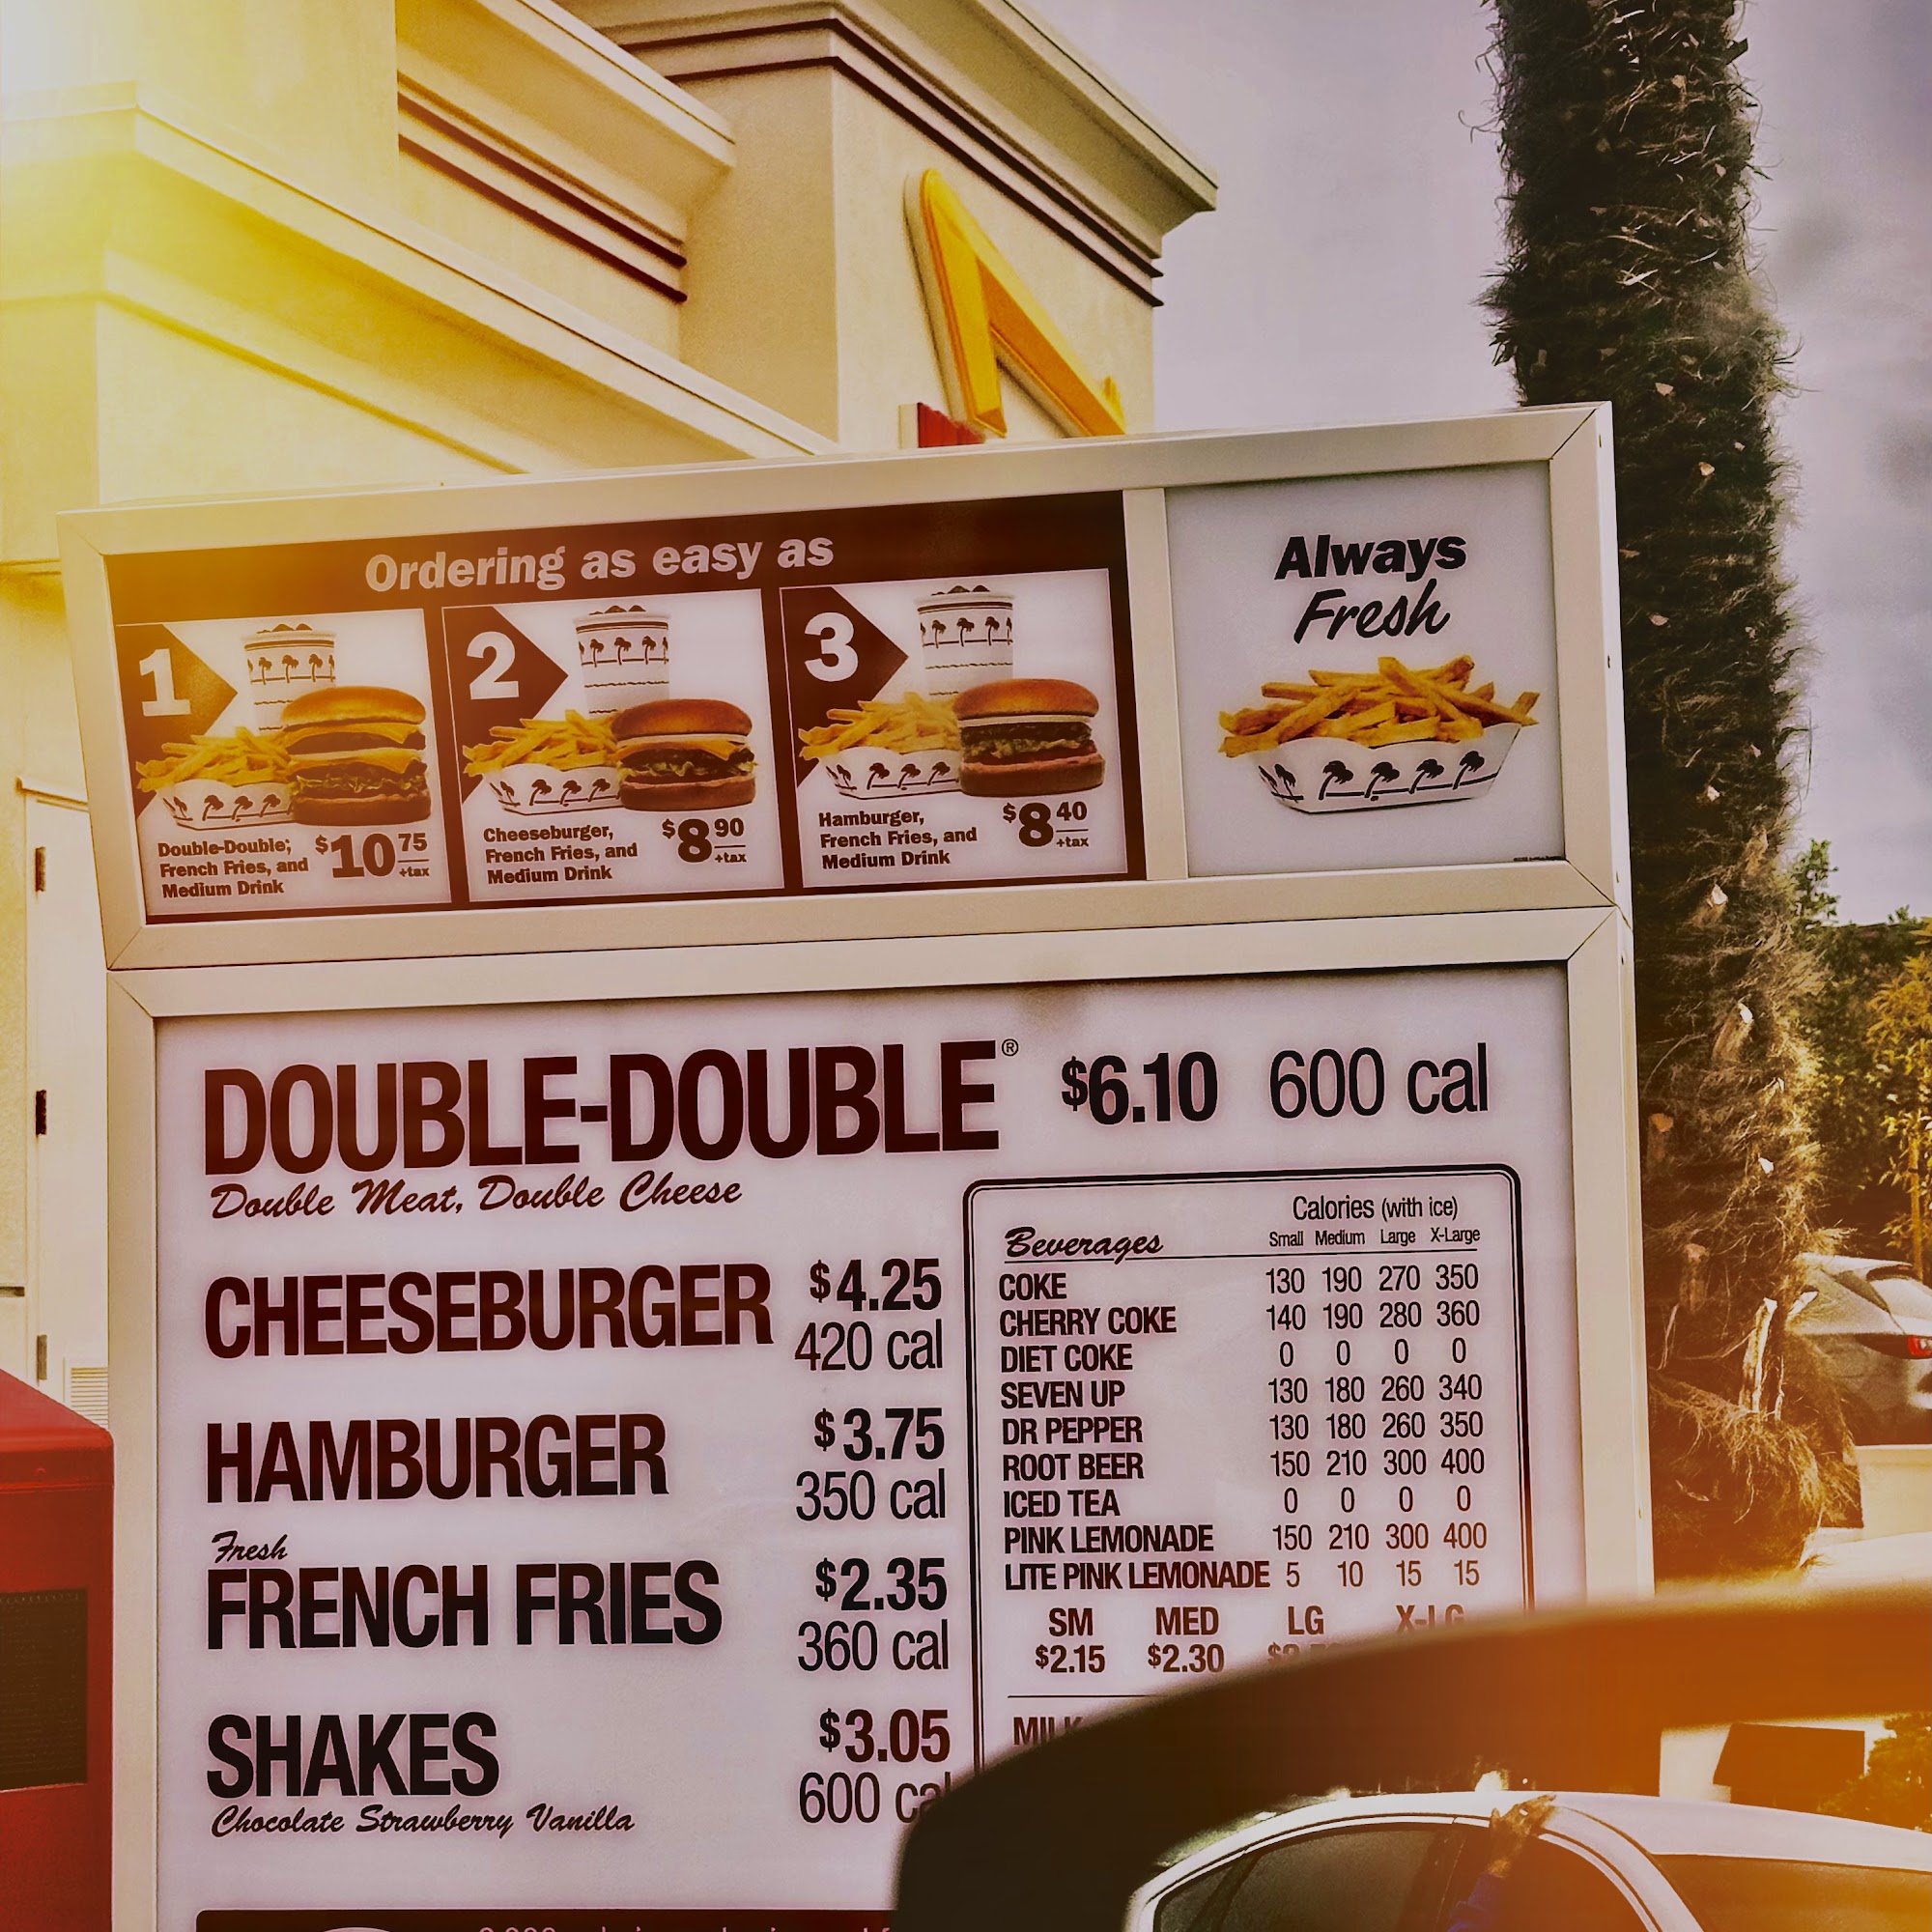 Ordering as easy as
1
Double-Double,
French Fries, and
Medium Drink
$10 75
+tax
2
Cheeseburger,
French Fries, and
Medium Drink
$8 90
+tax
3
Hamburger,
French Fries, and
Medium Drink
$8 40
+tax
Always
Fresh
DOUBLE-DOUBLE® $6.10 600 cal
Double Meat, Double Cheese
CHEESEBURGER $4.25
420 cal
HAMBURGER $3.75
350 cal
Fresh
FRENCH FRIES $2.35
360 cal
SHAKES $3.05
600 cal
Chocolate Strawberry Vanilla
Calories (with ice)
Beverages Small Medium Large X-Large
COKE 130 190 270 350
CHERRY COKE 140 190 280 360
DIET COKE 0 0 0 0
SEVEN UP 130 180 260 340
DR PEPPER 130 180 260 350
ROOT BEER 150 210 300 400
ICED TEA 0 0 0 0
PINK LEMONADE 150 210 300 400
LITE PINK LEMONADE 5 10 15 15
SM MED LG X-LG
$2.15 $2.30